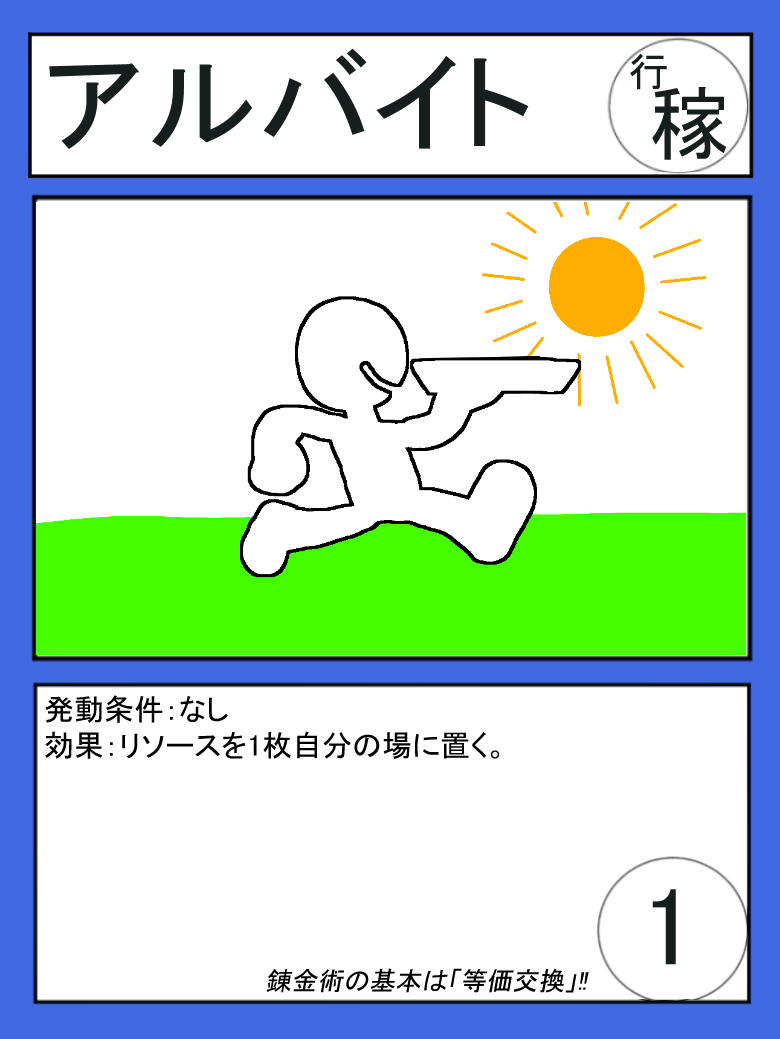 アルバイト
行
稼
発動条件：なし
効果：リソースを1枚自分の場に置く。
1
錬金術の基本は「等価交換」!!